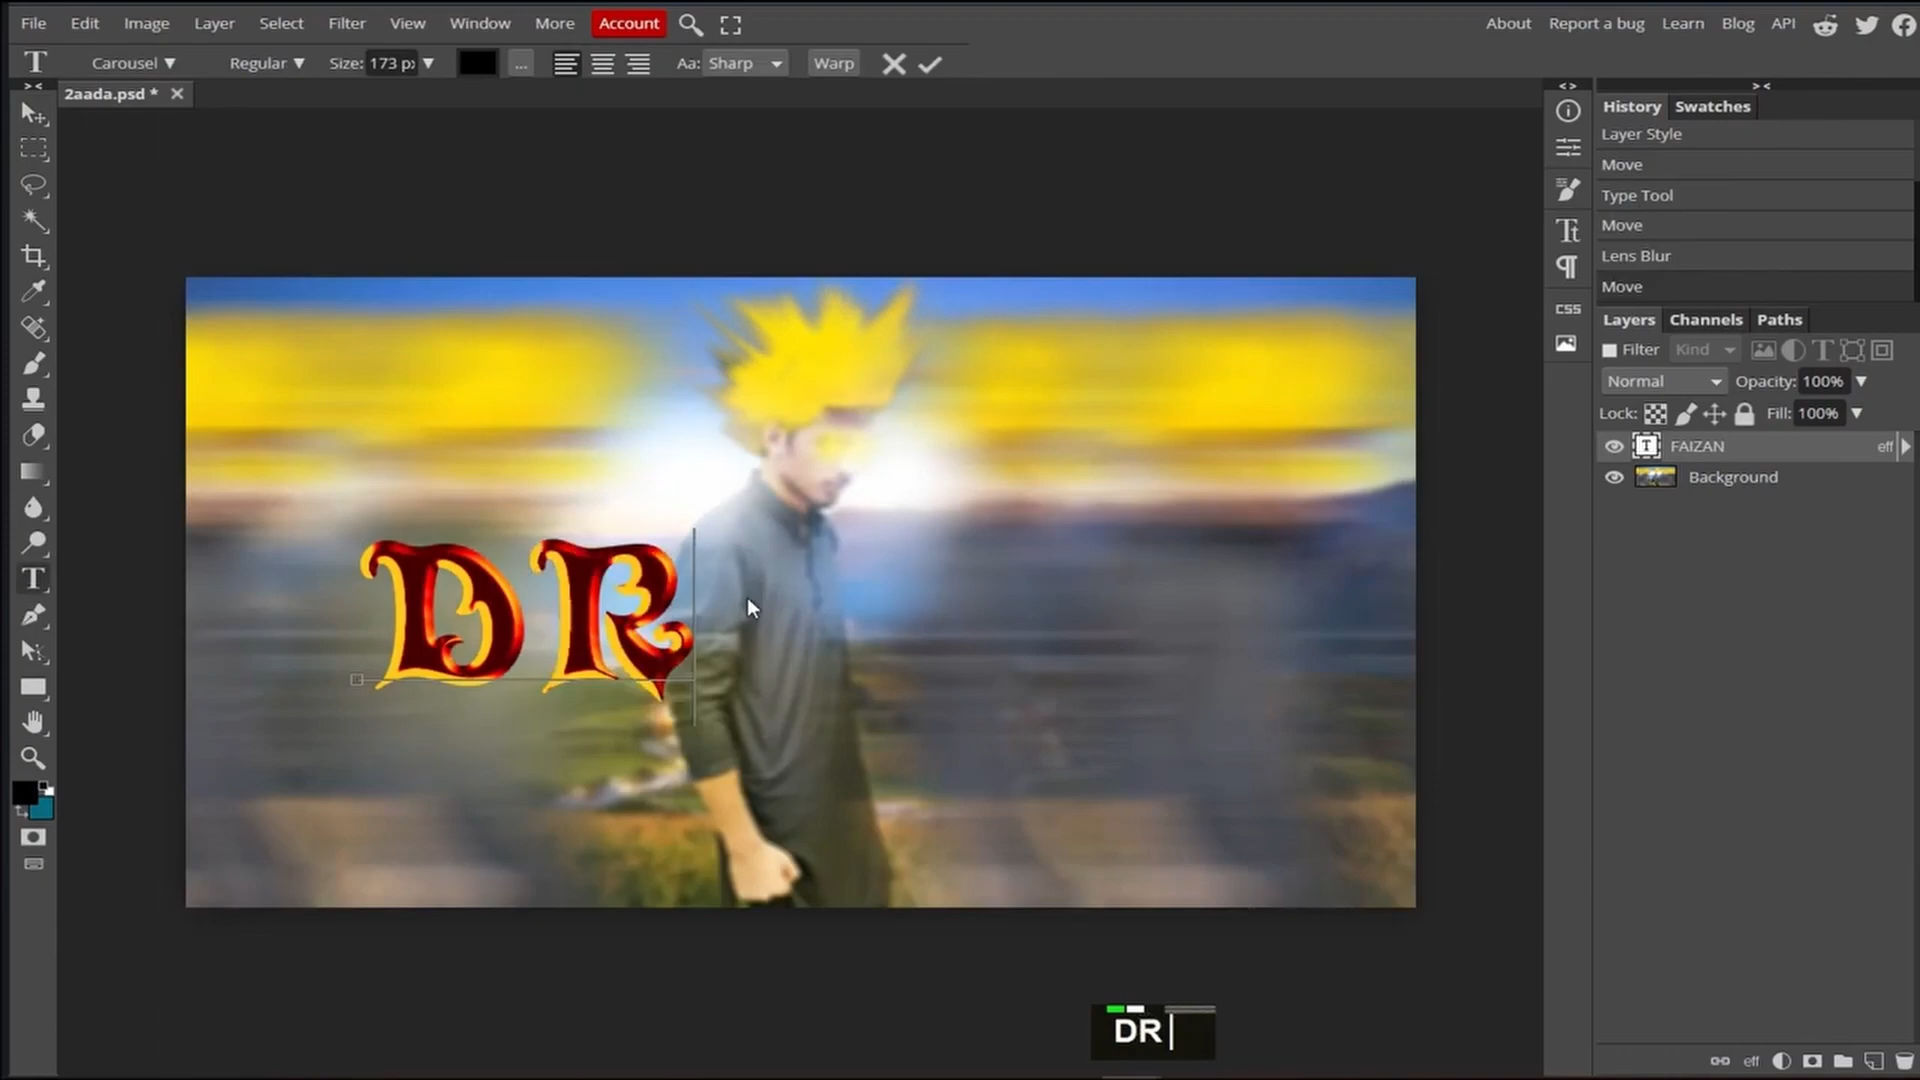 File Edit Image Layer Select Filter View Window More Account
About Report a bug Learn Blog API
T Carousel Regular Size: 173 p Aa: Sharp Warp
2aada.psd *
History Swatches
Layer Style
Move
Type Tool
Move
Lens Blur
Move
CSS
Layers Channels Paths
Filter Kind
Normal Opacity: 100%
Lock: Fill: 100%
T FAIZAN eff
Background
DR
DR
eff